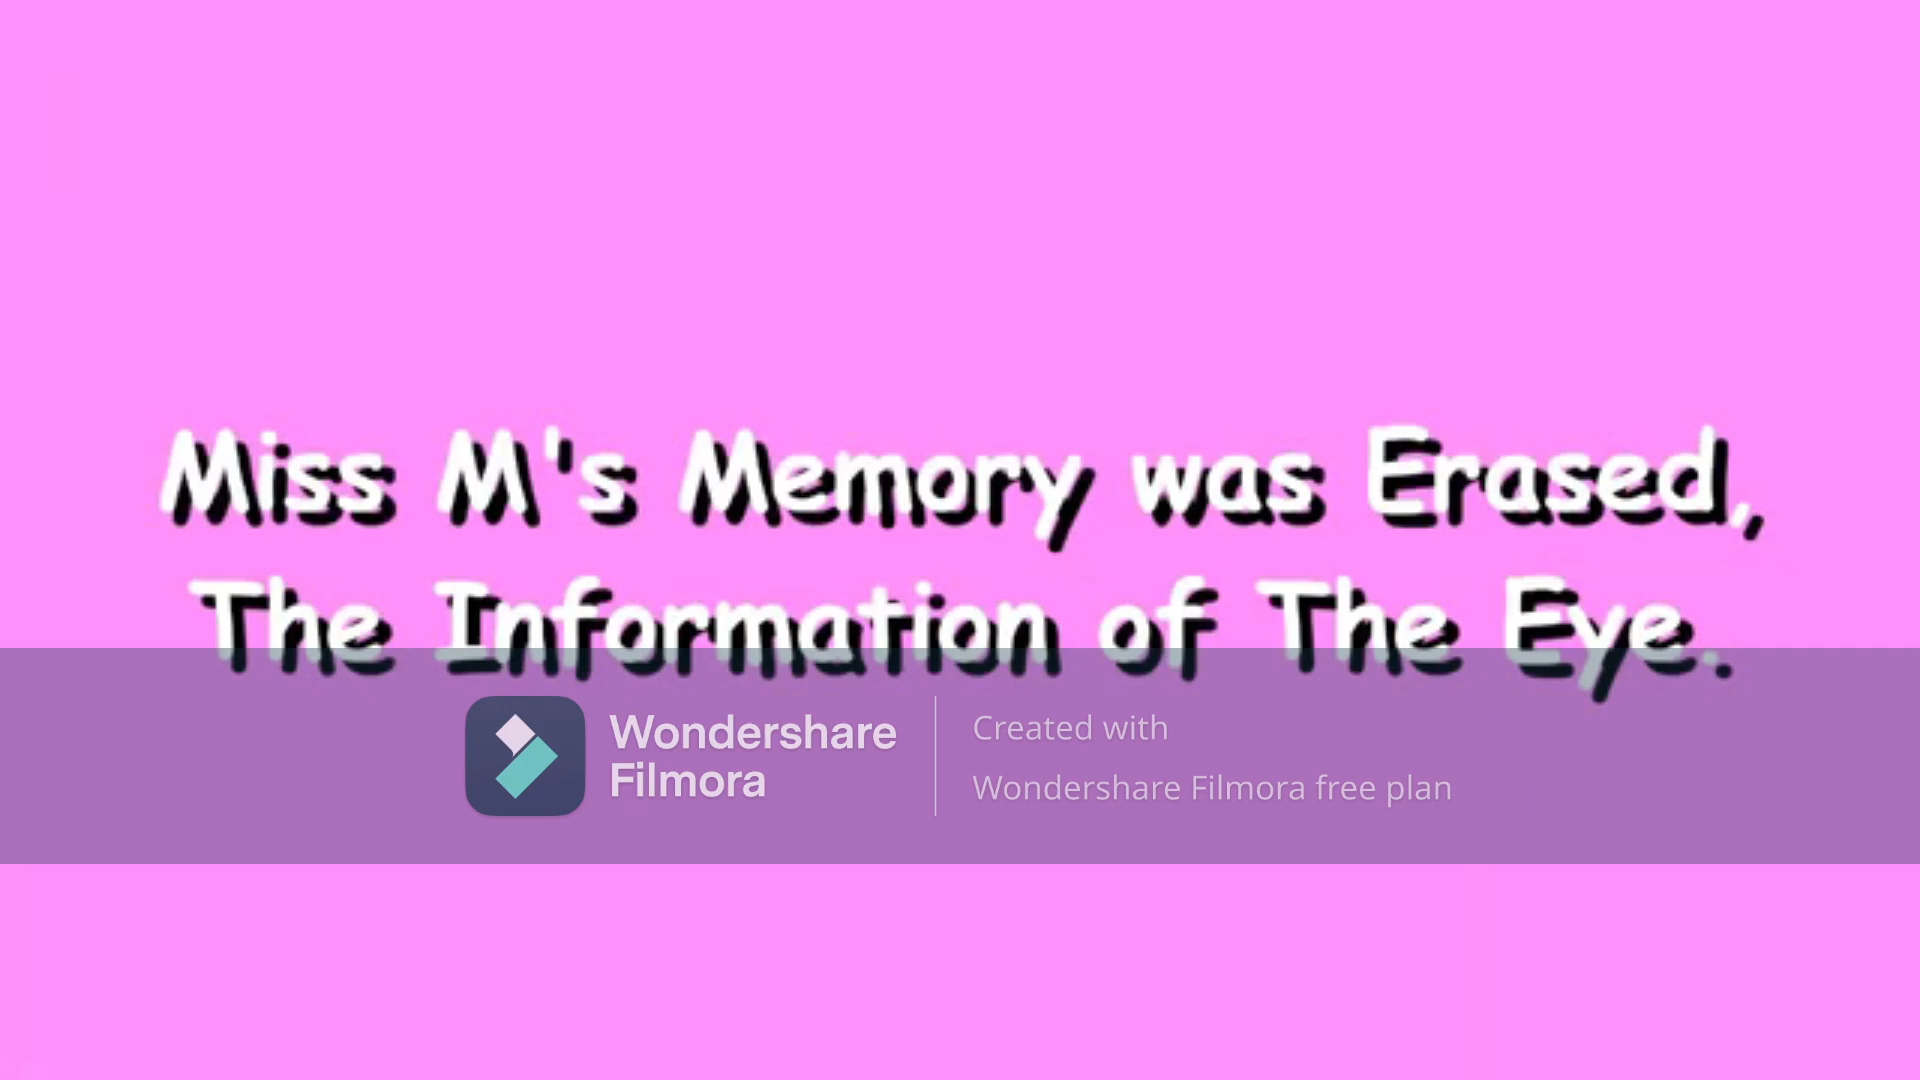 Miss M's Memory was Erased,
The Information of The Eye.
Wondershare
Filmora
Created with
Wondershare Filmora free plan